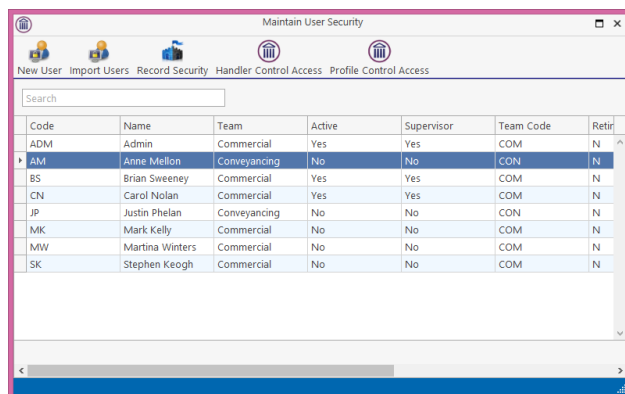 Maintain User Security
New User Import Users Record Security Handler Control Access Profile Control Access
Search
Code Name Team Active Supervisor Team Code Retir
ADM Admin Commercial Yes Yes COM N
AM Anne Mellon Conveyancing No No CON N
BS Brian Sweeney Commercial Yes Yes COM N
CN Carol Nolan Commercial Yes Yes COM N
JP Justin Phelan Conveyancing No No CON N
MK Mark Kelly Commercial No No COM N
MW Martina Winters Commercial No No COM N
SK Stephen Keogh Commercial No No COM N